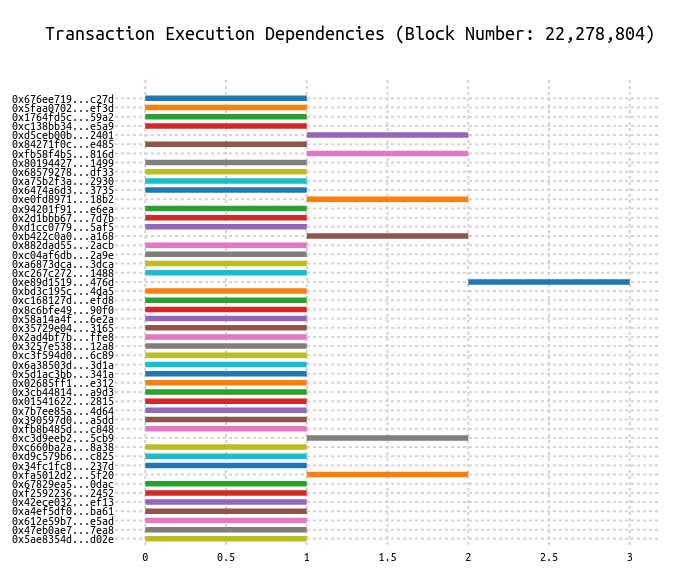 Transaction Execution Dependencies (Block Number: 22,278,804)
0x676ee719...c27d
0x5faa0702...ef3d
0x1764fd5c...59a2
0xc138bb34...e5a9
0xd5ceb00b...2401
0x84271f0c...e485
0xfb58f4b5...816d
0x80194427...1499
0x68579278...df33
0xa75b2f3a...2930
0x6474a6d3...3735
0xe0fd8971...18b2
0x94201f91...e6ea
0x2d1bbb67...7d7b
0xd1cc0779...5af5
0xb422c0a0...a168
0x882dad55...2acb
0xc04af6db...2a9e
0xa6873dca...3dca
0xc267c272...1488
0xe89d1519...476d
0xbd3c195c...4da5
0xc168127d...efd8
0x8c6bfe49...90f0
0x58a14a4f...6e2a
0x35729e04...3165
0x2ad4bf7b...ffe8
0x3257e538...12a8
0xc3f594d0...6c89
0x6a38503d...3d1a
0x5d1ac3bb...341a
0x02685ff1...e312
0x3cb44814...a9d3
0x01541622...2815
0x7b7ee85a...4d64
0x390597d0...a5dd
0xfb8b485d...c848
0xc3d9eeb2...5cb9
0xc660ba2a...8a38
0xd9c579b6...c825
0x34fc1fc8...237d
0xfa5012d2...5f20
0x67829ea5...0dac
0xf2592236...2452
0x42ece032...ef13
0xa4ef5df0...ba61
0x612e59b7...e5ad
0x47eb0ae7...7ea8
0x5ae8354d...d02e
0 0.5 1 1.5 2 2.5 3